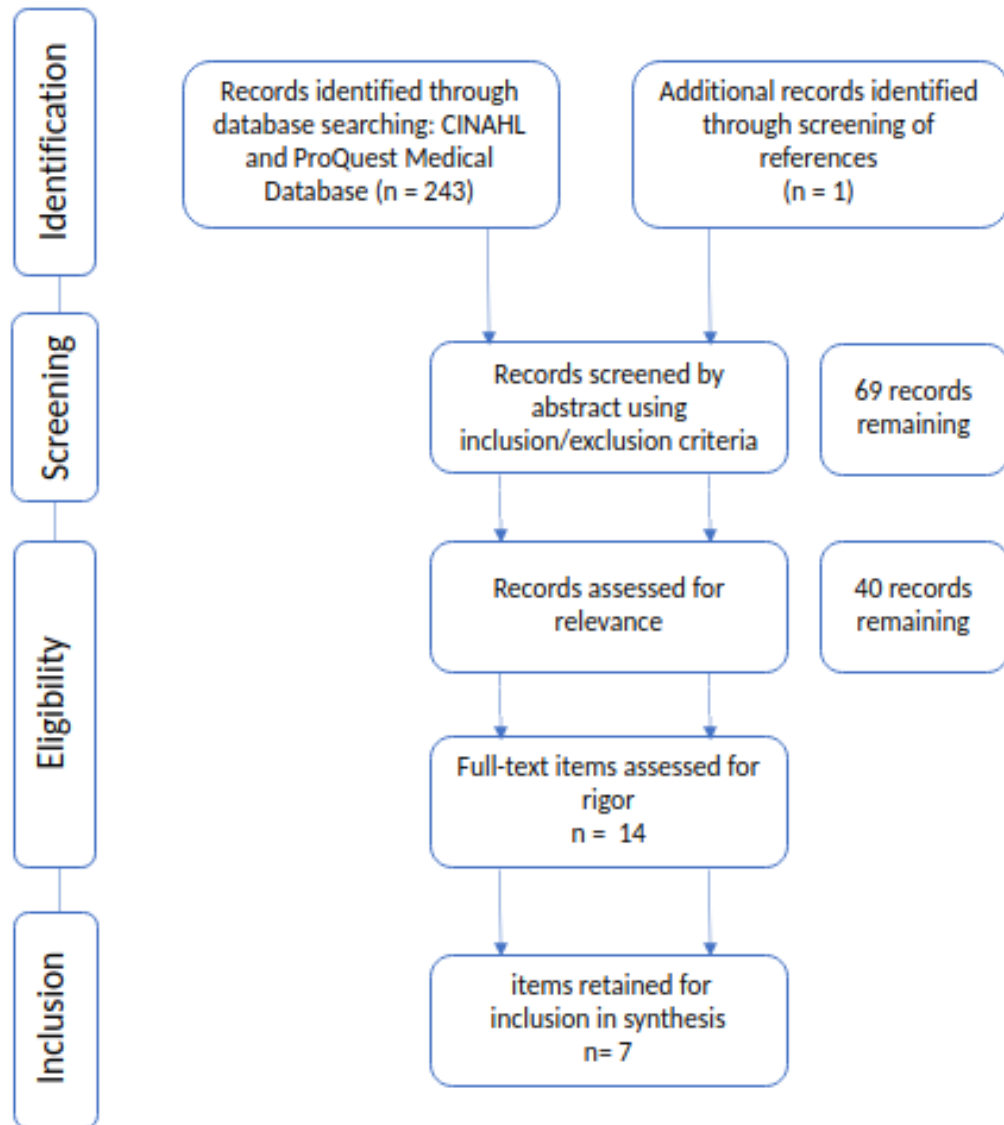 Identification
Records identified through
database searching: CINAHL
and ProQuest Medical
Database (n = 243)
Additional records identified
through screening of
references
(n = 1)
Screening
Records screened by
abstract using
inclusion/exclusion criteria
69 records
remaining
Eligibility
Records assessed for
relevance
40 records
remaining
Full-text items assessed for
rigor
n =  14
Inclusion
items retained for
inclusion in synthesis
n= 7